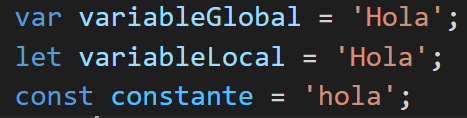 var variableGlobal = 'Hola';
let variableLocal = 'Hola';
const constante = 'hola';